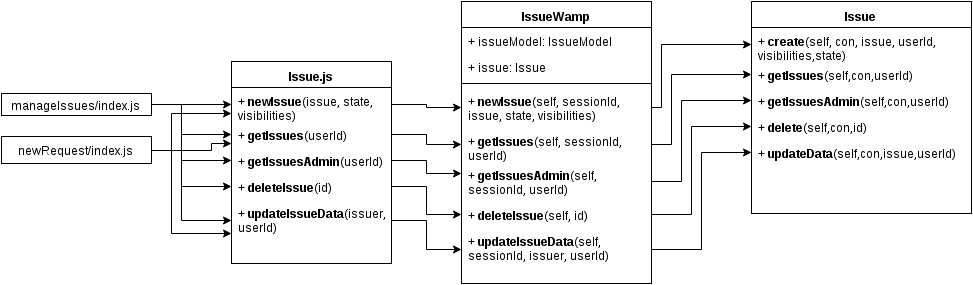 manageIssues/index.js
newRequest/index.js
Issue.js
+ newIssue(issue, state,
visibilities)
+ getIssues(userId)
+ getIssuesAdmin(userId)
+ deleteIssue(id)
+ updateIssueData(issuer,
userId)
IssueWamp
+ issueModel: IssueModel
+ issue: Issue
+ newIssue(self, sessionId,
issue, state, visibilities)
+ getIssues(self, sessionId,
userId)
+ getIssuesAdmin(self,
sessionId, userId)
+ deleteIssue(self, id)
+ updateIssueData(self,
sessionId, issuer, userId)
Issue
+ create(self, con, issue, userId,
visibilities,state)
+ getIssues(self,con,userId)
+ getIssuesAdmin(self,con,userId)
+ delete(self,con,id)
+ updateData(self,con,issue,userId)